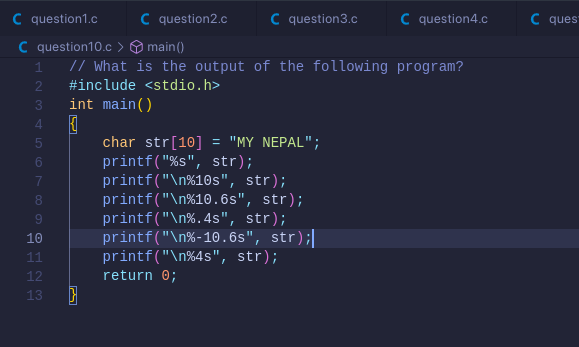 question1.c question2.c question3.c question4.c quest
question10.c > main()
1 // What is the output of the following program?
2 #include <stdio.h>
3 int main()
4 {
5     char str[10] = "MY NEPAL";
6     printf("%s", str);
7     printf("\n%10s", str);
8     printf("\n%10.6s", str);
9     printf("\n%.4s", str);
10     printf("\n%-10.6s", str);
11     printf("\n%4s", str);
12     return 0;
13 }